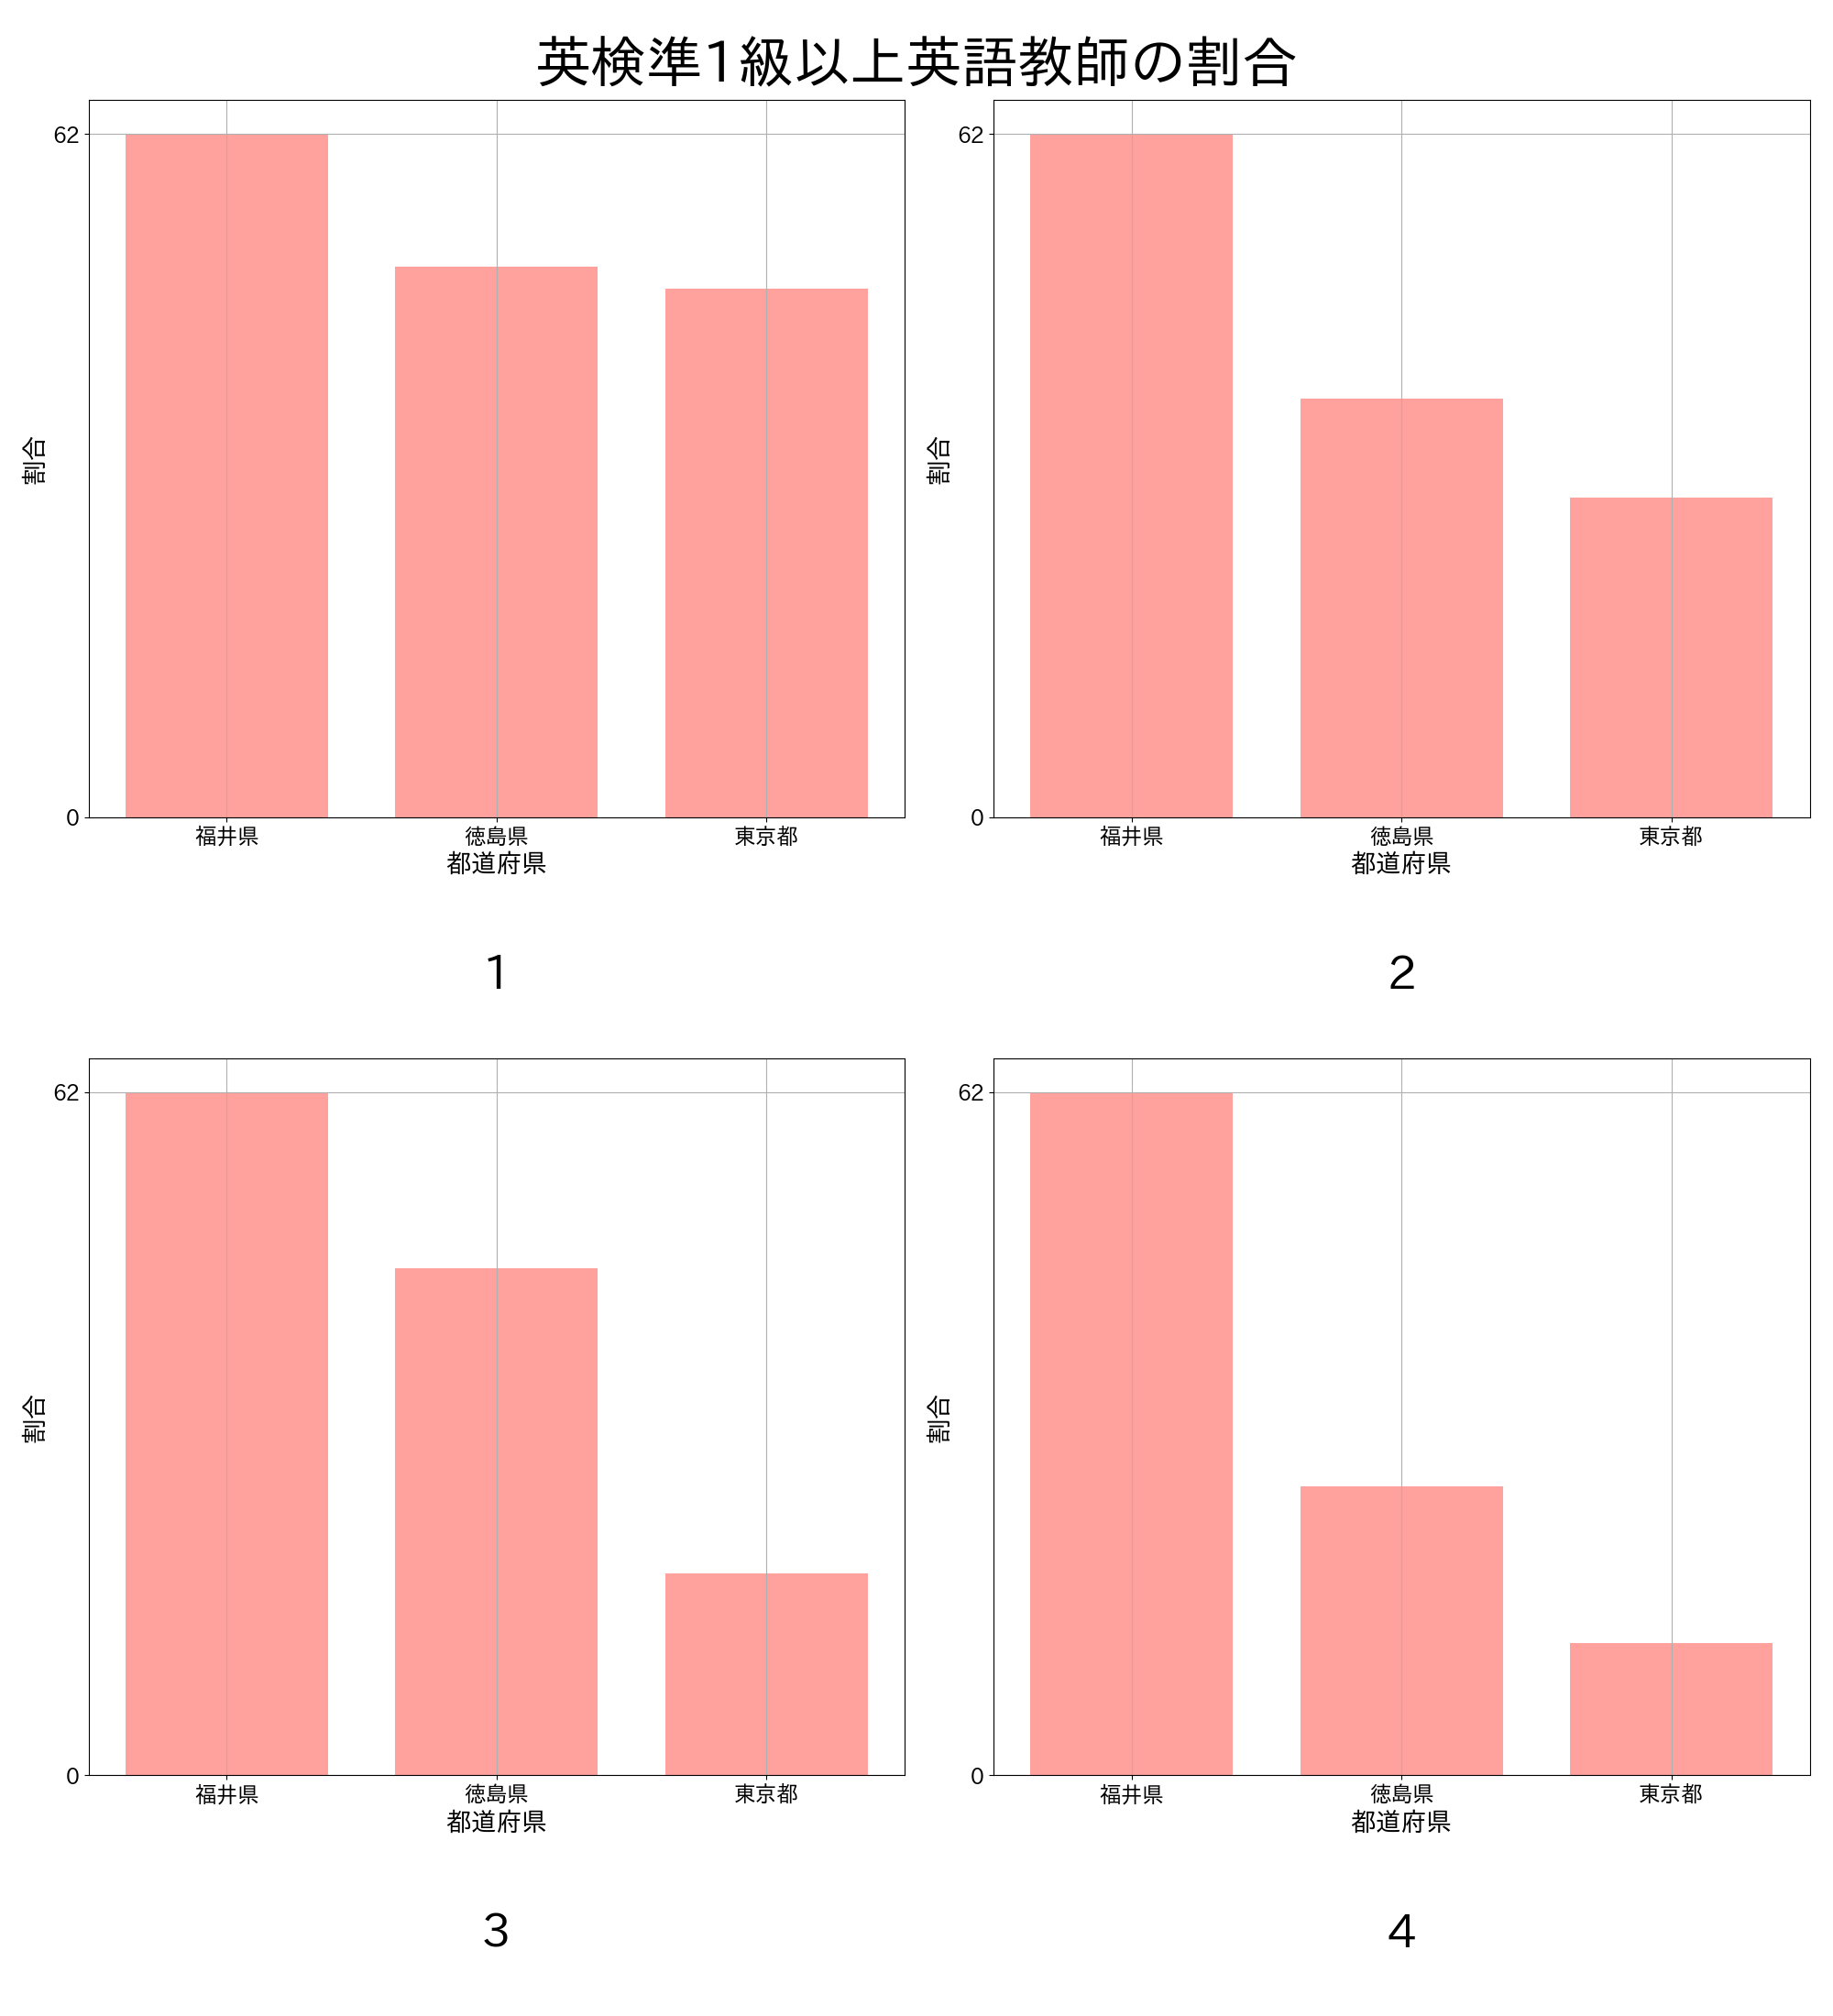 英検準1級以上英語教師の割合
62
0
割合
福井県 徳島県 東京都
都道府県
1
62
0
割合
福井県 徳島県 東京都
都道府県
2
62
0
割合
福井県 徳島県 東京都
都道府県
3
62
0
割合
福井県 徳島県 東京都
都道府県
4